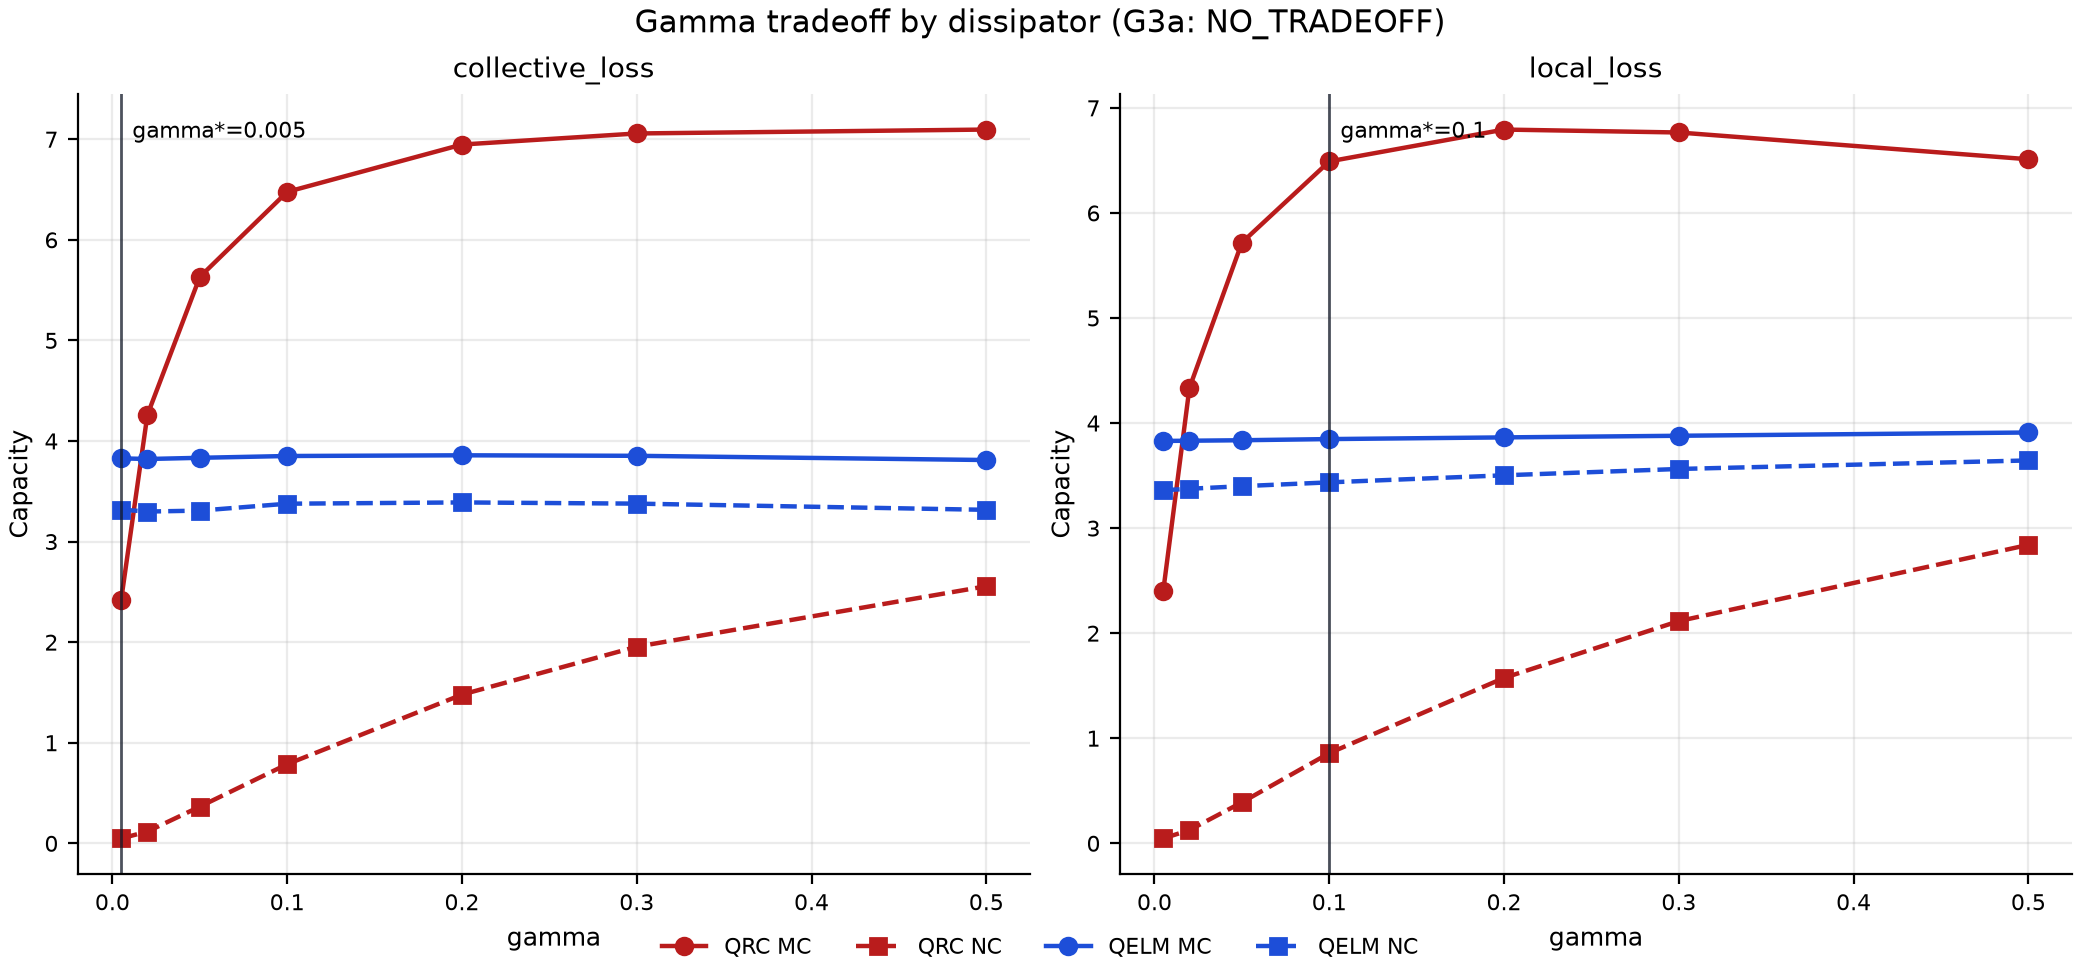 Gamma tradeoff by dissipator (G3a: NO_TRADEOFF)
collective_loss
gamma*=0.005
Capacity
7
6
5
4
3
2
1
0
0.0 0.1 0.2 0.3 0.4 0.5
gamma
local_loss
gamma*=0.1
Capacity
7
6
5
4
3
2
1
0
0.0 0.1 0.2 0.3 0.4 0.5
gamma
QRC MC QRC NC QELM MC QELM NC